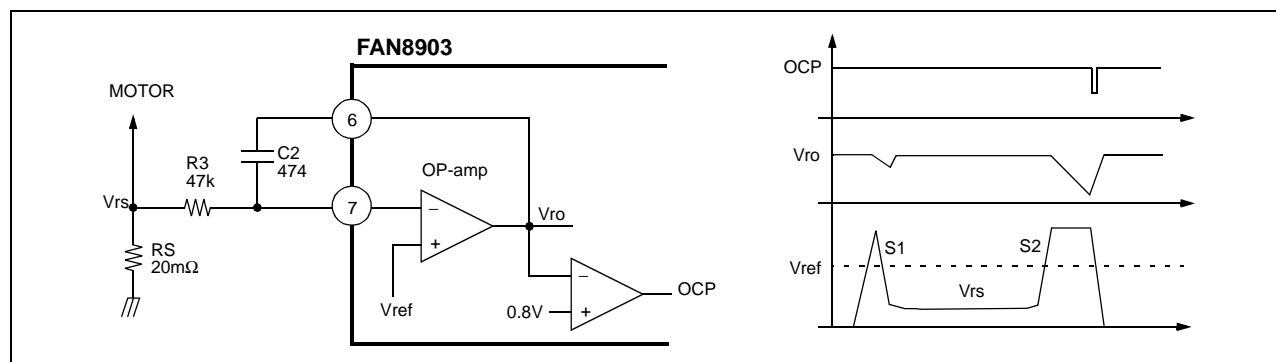 FAN8903
MOTOR
6
R3
47k
C2
474
OP-amp
Vrs
7
−
+
Vro
RS
20mΩ
Vref
−
0.8V
+
OCP
OCP
Vro
S1
S2
Vref
Vrs